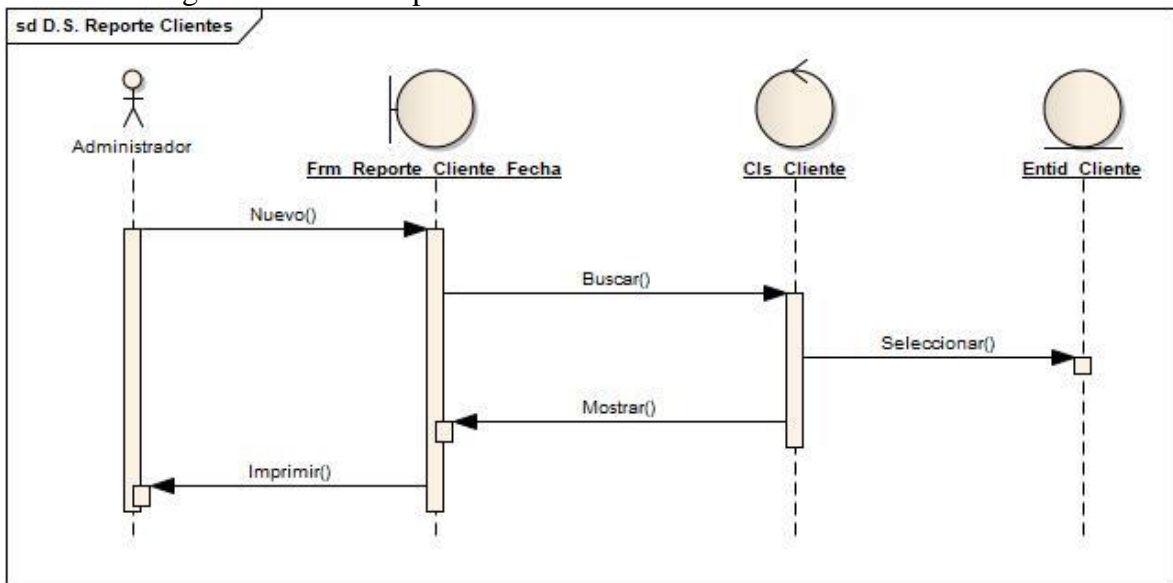 sd D.S. Reporte Clientes
Administrador
Frm_Reporte_Cliente_Fecha
Cls_Cliente
Entid_Cliente
Nuevo()
Buscar()
Seleccionar()
Mostrar()
Imprimir()